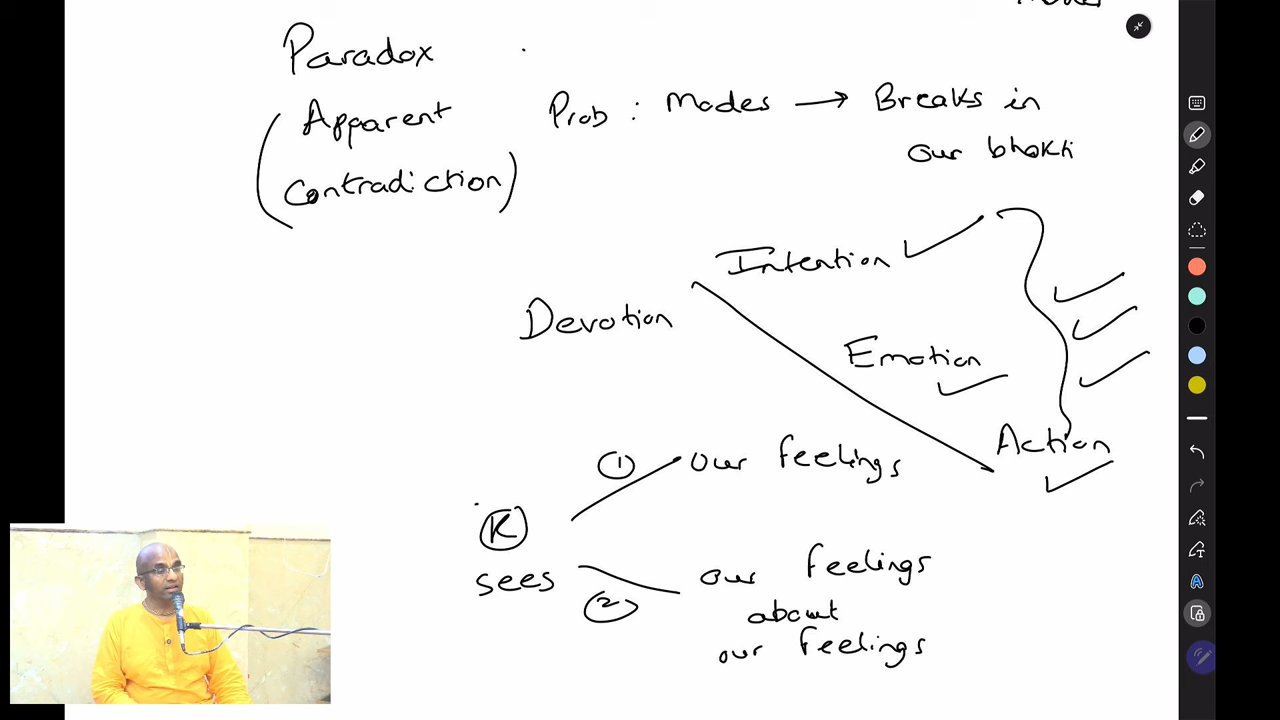 Paradox
(Apparent
Contradiction)
Prob : Modes → Breaks in
our bhakti
Intention ✓
Devotion
Emotion ✓
Action ✓
① our feelings
Ⓚ
sees
② our feelings
about
our feelings